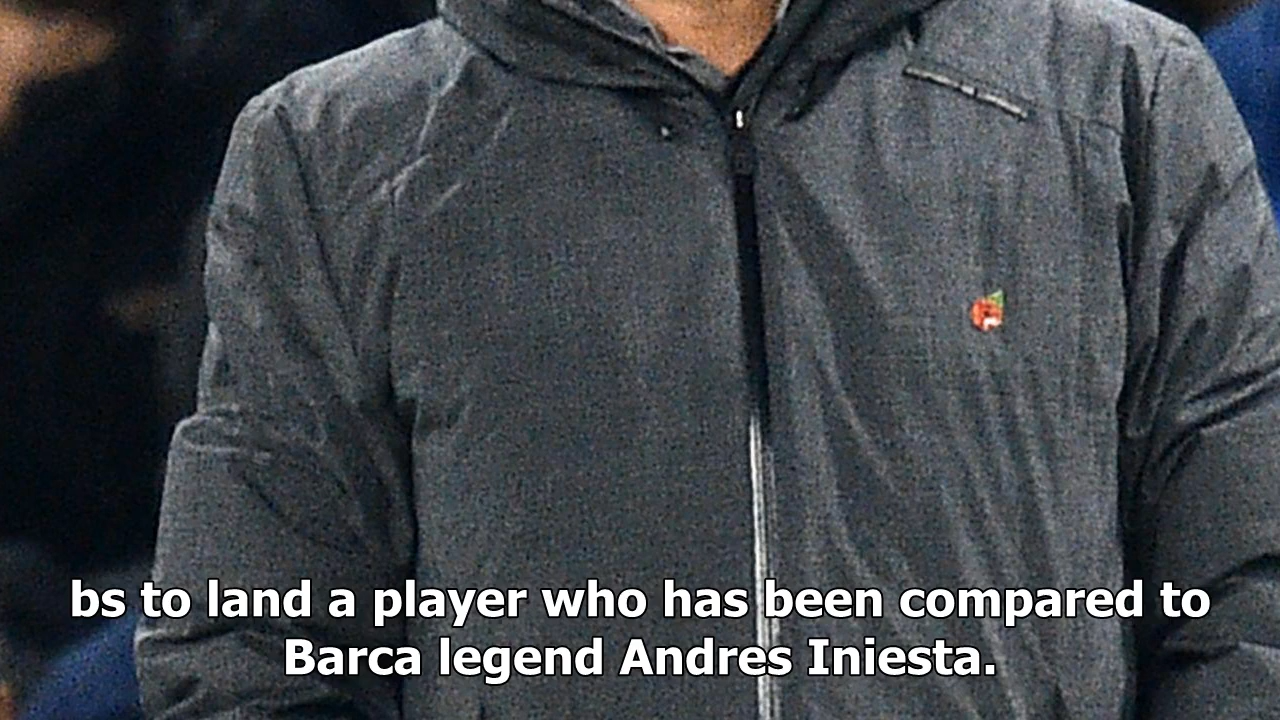 bs to land a player who has been compared to
Barca legend Andres Iniesta.